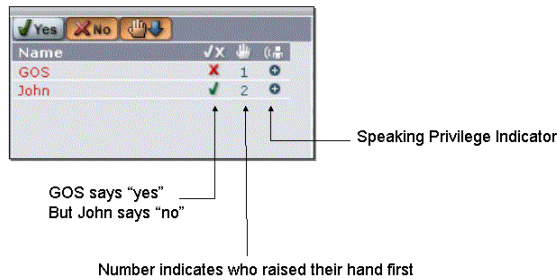 Yes No
Name
GOS 1
John 2
Speaking Privilege Indicator
GOS says “yes”
But John says “no”
Number indicates who raised their hand first